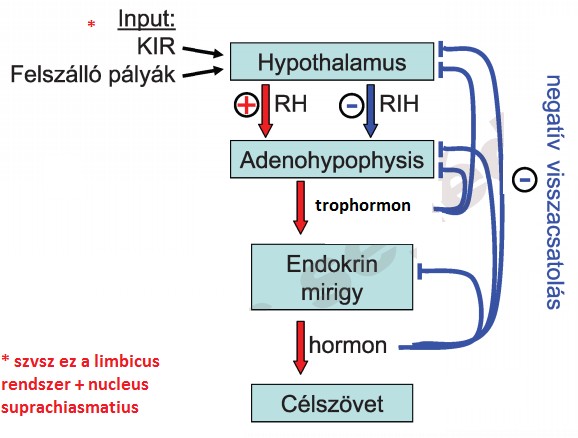 * Input:
KIR
Felszálló pályák
Hypothalamus
+ RH
- RIH
Adenohypophysis
trophormon
Endokrin
mirigy
hormon
Célszövet
negatív visszacsatolás
-
* szvsz ez a limbicus
rendszer + nucleus
suprachiasmatius